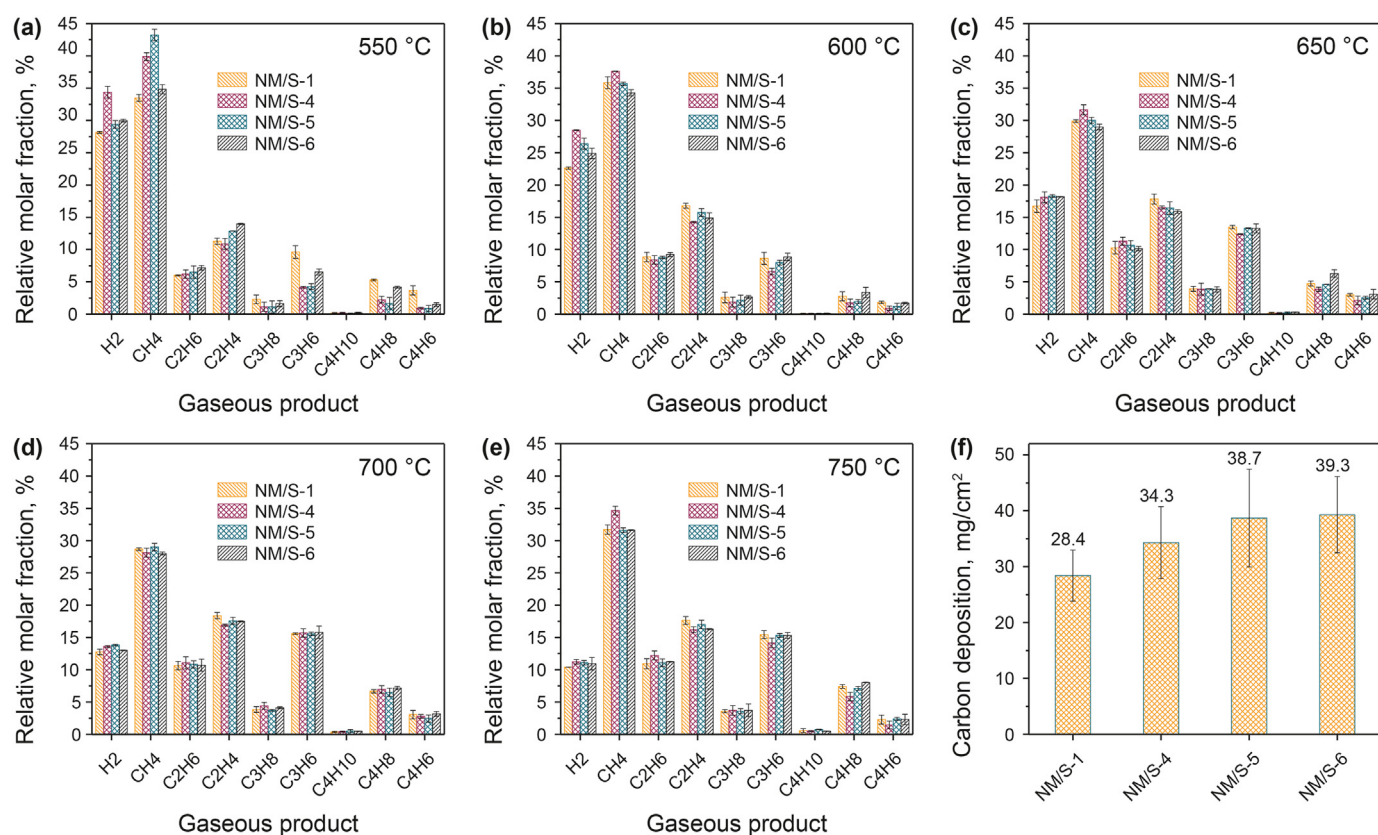 (a)
550 °C
Relative molar fraction, %
45
40
35
30
25
20
15
10
5
0
NM/S-1
NM/S-4
NM/S-5
NM/S-6
H2
CH4
C2H6
C2H4
C3H8
C3H6
C4H10
C4H8
C4H6
Gaseous product
(b)
600 °C
Relative molar fraction, %
45
40
35
30
25
20
15
10
5
0
NM/S-1
NM/S-4
NM/S-5
NM/S-6
H2
CH4
C2H6
C2H4
C3H8
C3H6
C4H10
C4H8
C4H6
Gaseous product
(c)
650 °C
Relative molar fraction, %
45
40
35
30
25
20
15
10
5
0
NM/S-1
NM/S-4
NM/S-5
NM/S-6
H2
CH4
C2H6
C2H4
C3H8
C3H6
C4H10
C4H8
C4H6
Gaseous product
(d)
700 °C
Relative molar fraction, %
45
40
35
30
25
20
15
10
5
0
NM/S-1
NM/S-4
NM/S-5
NM/S-6
H2
CH4
C2H6
C2H4
C3H8
C3H6
C4H10
C4H8
C4H6
Gaseous product
(e)
750 °C
Relative molar fraction, %
45
40
35
30
25
20
15
10
5
0
NM/S-1
NM/S-4
NM/S-5
NM/S-6
H2
CH4
C2H6
C2H4
C3H8
C3H6
C4H10
C4H8
C4H6
Gaseous product
(f)
Carbon deposition, mg/cm²
50
40
30
20
10
0
28.4
34.3
38.7
39.3
NM/S-1
NM/S-4
NM/S-5
NM/S-6